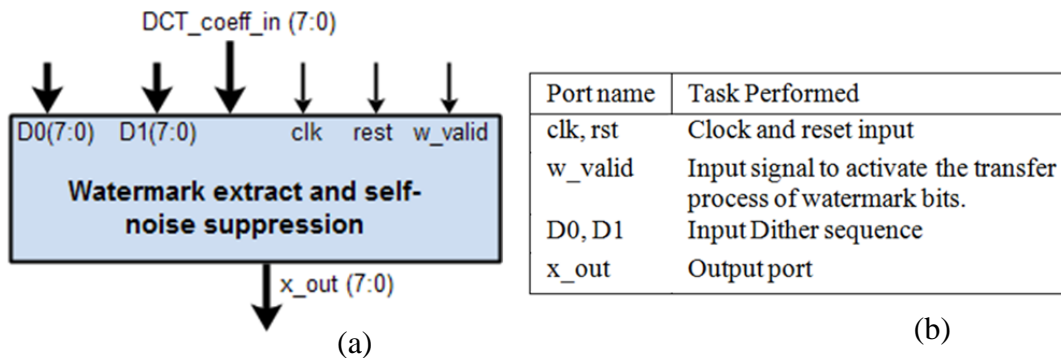 DCT_coeff_in (7:0)
D0(7:0) D1(7:0) clk rest w_valid
Watermark extract and self-
noise suppression
x_out (7:0)
(a)
Port name Task Performed
clk, rst Clock and reset input
w_valid Input signal to activate the transfer
process of watermark bits.
D0, D1 Input Dither sequence
x_out Output port
(b)